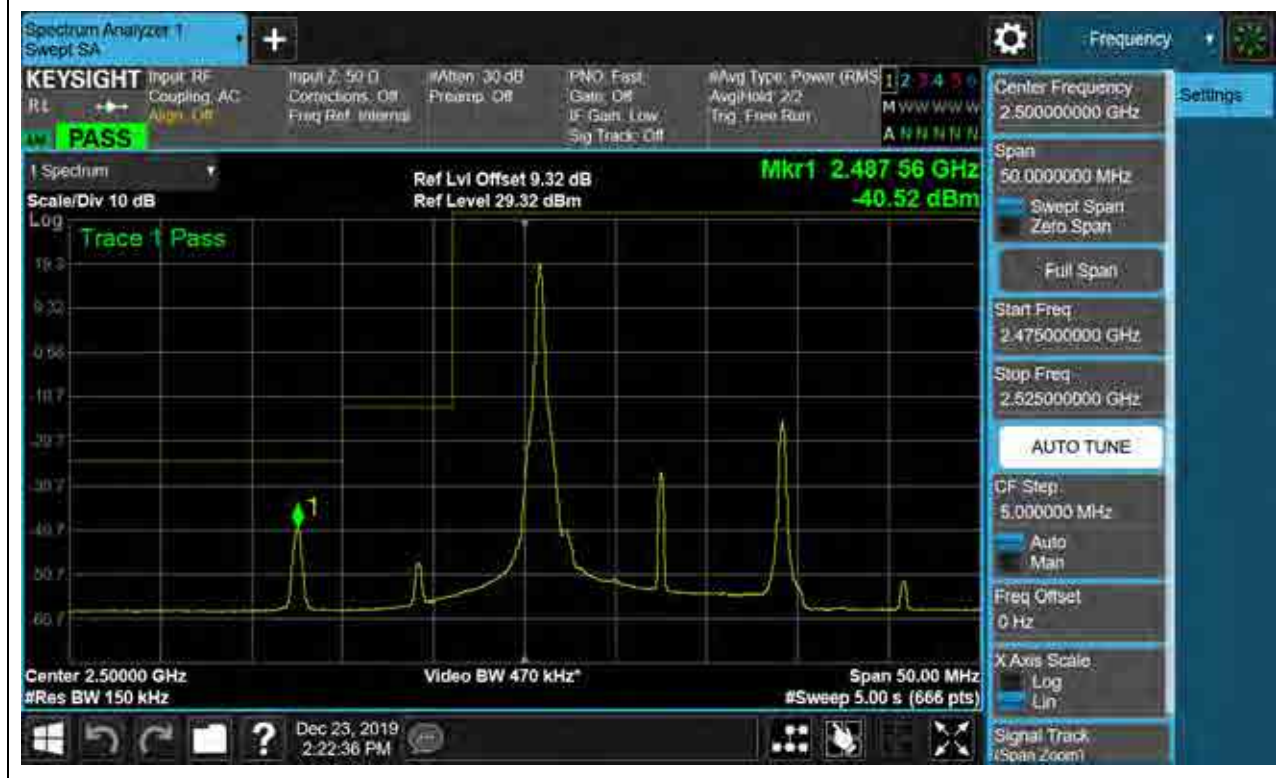 Spectrum Analyzer 1
Swept SA
Frequency
KEYSIGHT
Input: RF
Coupling: AC
Align: Off
Input Z: 50 Ω
Corrections: Off
Freq Ref: Internal
#Atten: 30 dB
Preamp: Off
PNO: Fast
Gate: Off
IF Gain: Low
Sig Track: Off
#Avg Type: Power (RMS
Avg|Hold: 2/2
Trig: Free Run
1 2 3 4 5 6
M W W W W W
A N N N N N
R L
PASS
1 Spectrum
Scale/Div 10 dB
Log
Ref Lvl Offset 9.32 dB
Ref Level 29.32 dBm
Mkr1 2.487 56 GHz
-40.52 dBm
Trace 1 Pass
19.3
9.32
-0.68
-10.7
-20.7
-30.7
-40.7
-50.7
-60.7
1
Center 2.50000 GHz
#Res BW 150 kHz
Video BW 470 kHz*
Span 50.00 MHz
#Sweep 5.00 s (666 pts)
Center Frequency
2.500000000 GHz
Settings
Span
50.0000000 MHz
Swept Span
Zero Span
Full Span
Start Freq
2.475000000 GHz
Stop Freq
2.525000000 GHz
AUTO TUNE
CF Step
5.000000 MHz
Auto
Man
Freq Offset
0 Hz
X Axis Scale
Log
Lin
Signal Track
(Span Zoom)
?
Dec 23, 2019
2:22:36 PM